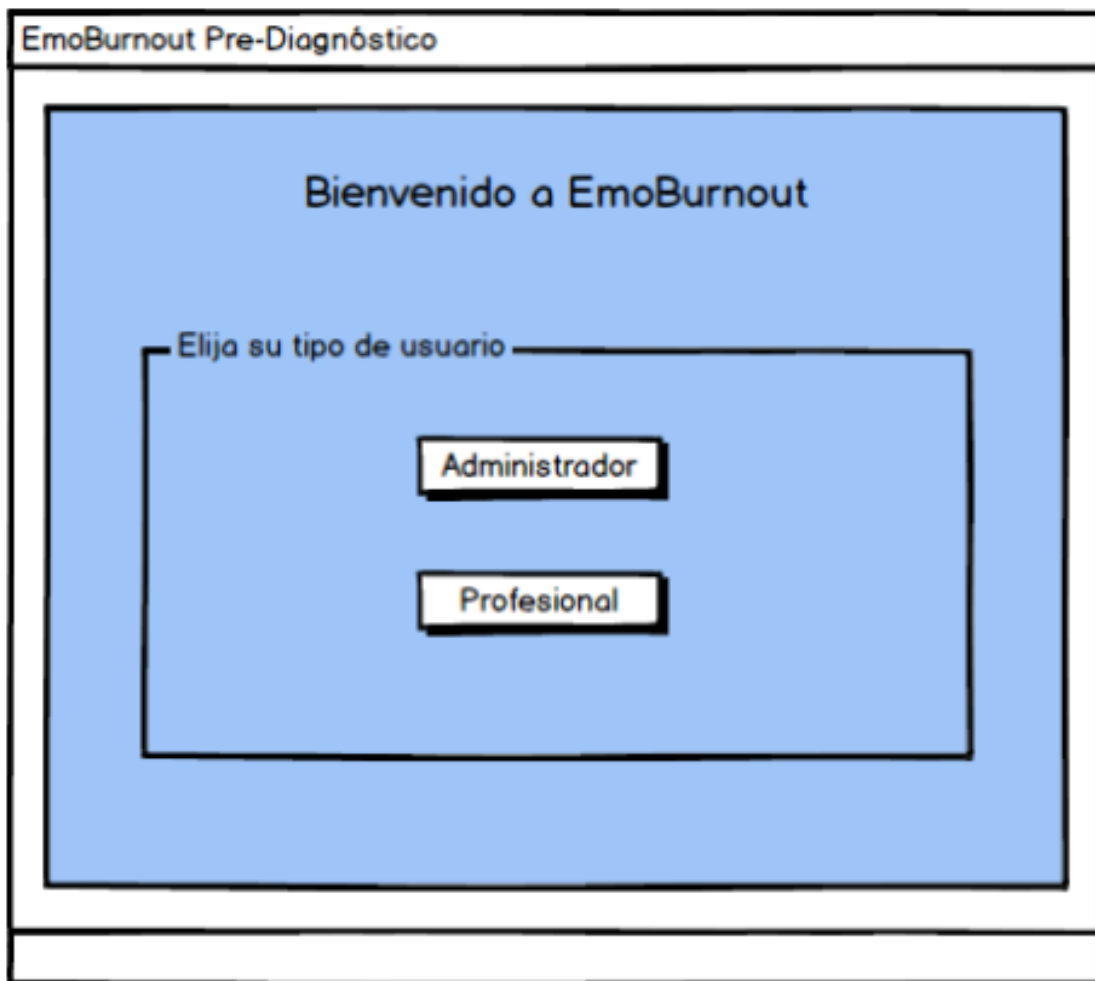 EmoBurnout Pre-Diagnóstico
Bienvenido a EmoBurnout
Elija su tipo de usuario
Administrador
Profesional